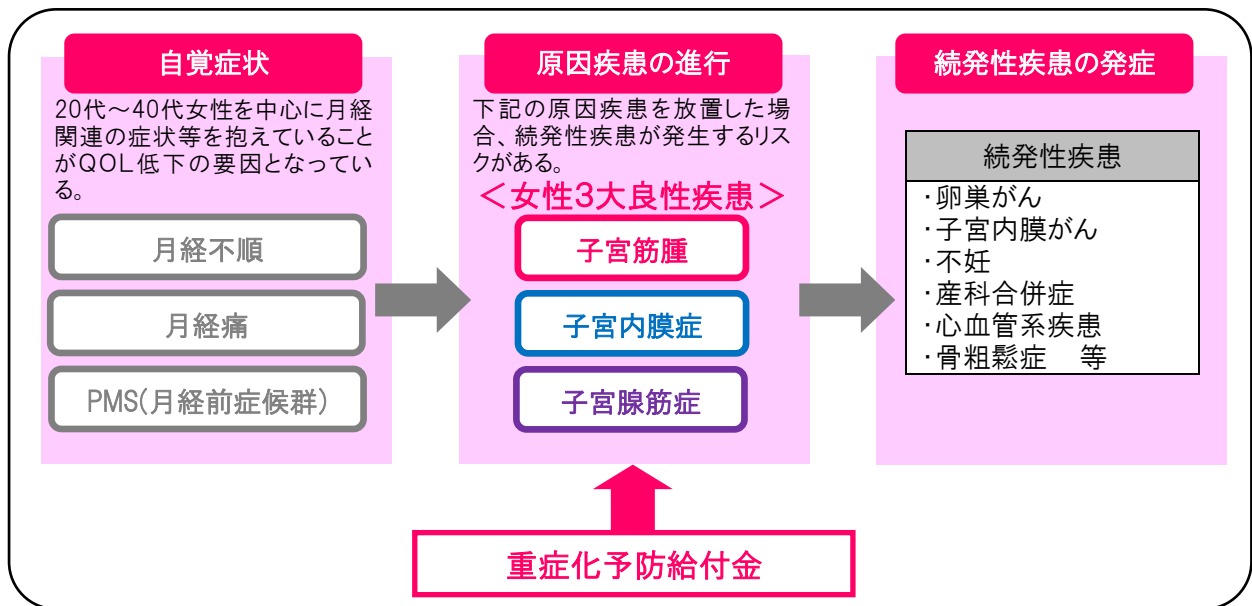 自覚症状
20代～40代女性を中心に月経
関連の症状等を抱えていること
がQOL低下の要因となってい
る。
月経不順
月経痛
PMS(月経前症候群)
原因疾患の進行
下記の原因疾患を放置した場
合、続発性疾患が発生するリス
クがある。
＜女性3大良性疾患＞
子宮筋腫
子宮内膜症
子宮腺筋症
続発性疾患の発症
続発性疾患
・卵巣がん
・子宮内膜がん
・不妊
・産科合併症
・心血管系疾患
・骨粗鬆症　等
重症化予防給付金